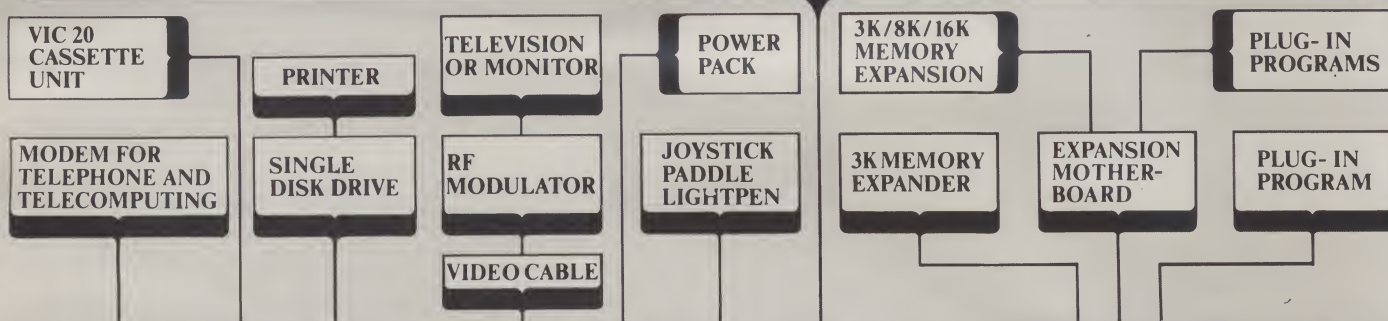 VIC 20
CASSETTE
UNIT
PRINTER
TELEVISION
OR MONITOR
POWER
PACK
3K/8K/16K
MEMORY
EXPANSION
PLUG-IN
PROGRAMS
MODEM FOR
TELEPHONE AND
TELECOMPUTING
SINGLE
DISK DRIVE
RF
MODULATOR
JOYSTICK
PADDLE
LIGHTPEN
3K MEMORY
EXPANDER
EXPANSION
MOTHER-
BOARD
PLUG-IN
PROGRAM
VIDEO CABLE